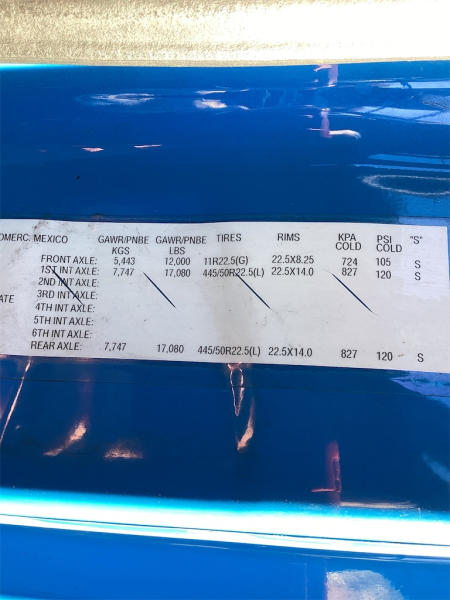 OMERC. MEXICO GAWR/PNBE GAWR/PNBE TIRES RIMS KPA PSI "S"
KGS LBS COLD COLD
FRONT AXLE: 5,443 12,000 11R22.5(G) 22.5X8.25 724 105 S
1ST INT AXLE: 7,747 17,080 445/50R22.5(L) 22.5X14.0 827 120 S
2ND INT AXLE:
ATE 3RD INT AXLE:
4TH INT AXLE:
5TH INT AXLE:
6TH INT AXLE:
REAR AXLE: 7,747 17,080 445/50R22.5(L) 22.5X14.0 827 120 S